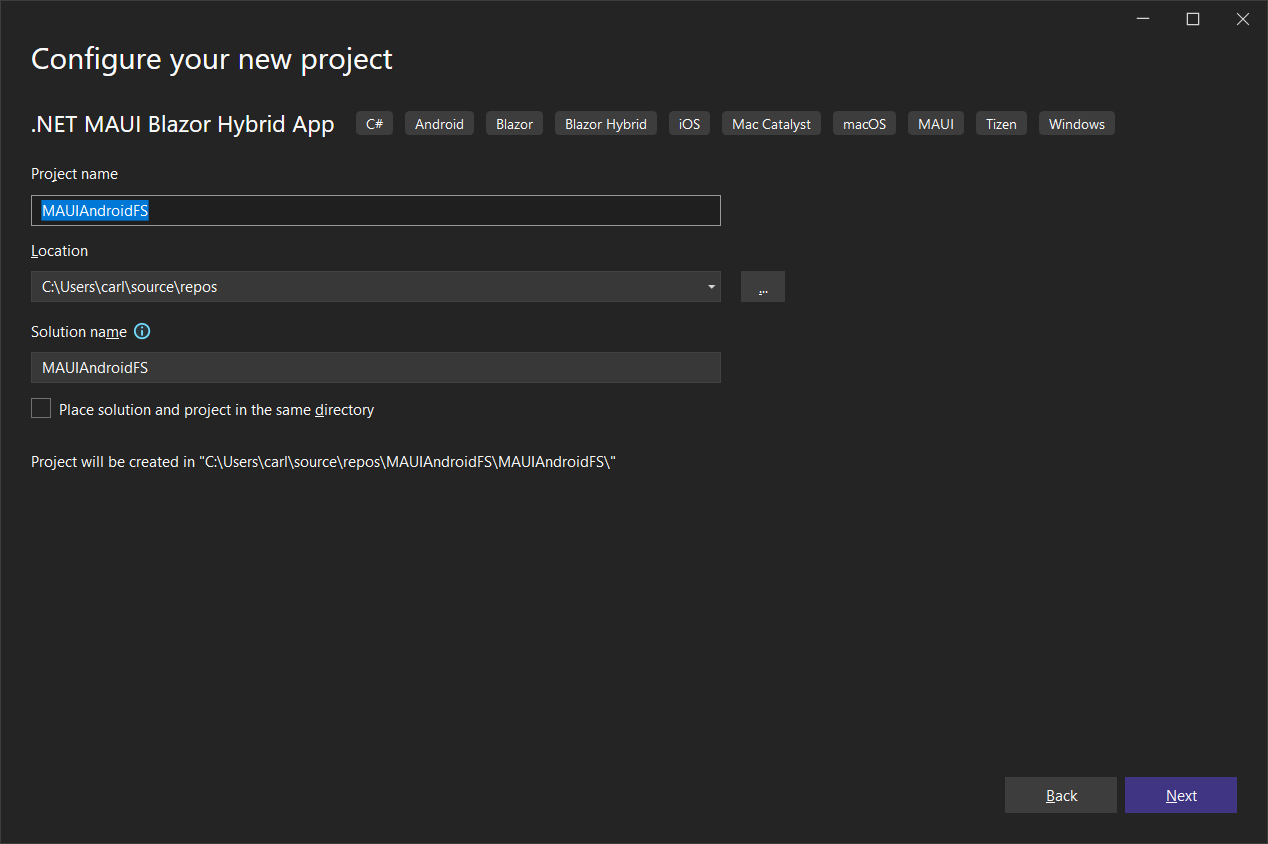 Configure your new project
.NET MAUI Blazor Hybrid App C# Android Blazor Blazor Hybrid iOS Mac Catalyst macOS MAUI Tizen Windows
Project name
MAUIAndroidFS
Location
C:\Users\carl\source\repos ...
Solution name
MAUIAndroidFS
Place solution and project in the same directory
Project will be created in "C:\Users\carl\source\repos\MAUIAndroidFS\MAUIAndroidFS\"
Back Next